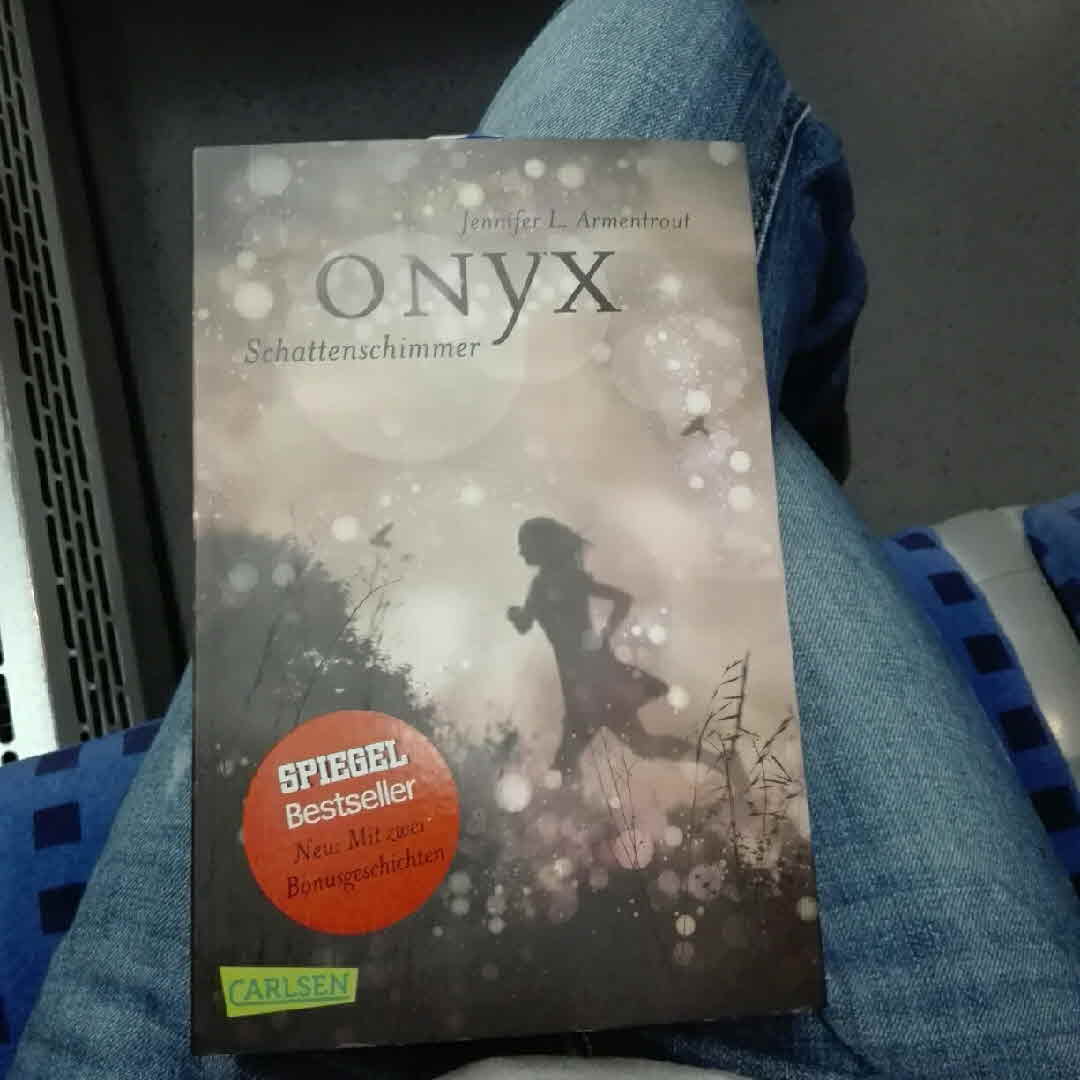 Jennifer L. Armentrout
ONyX
Schattenschimmer
SPIEGEL
Bestseller
Neu: Mit zwei
Bonusgeschichten
CARLSEN